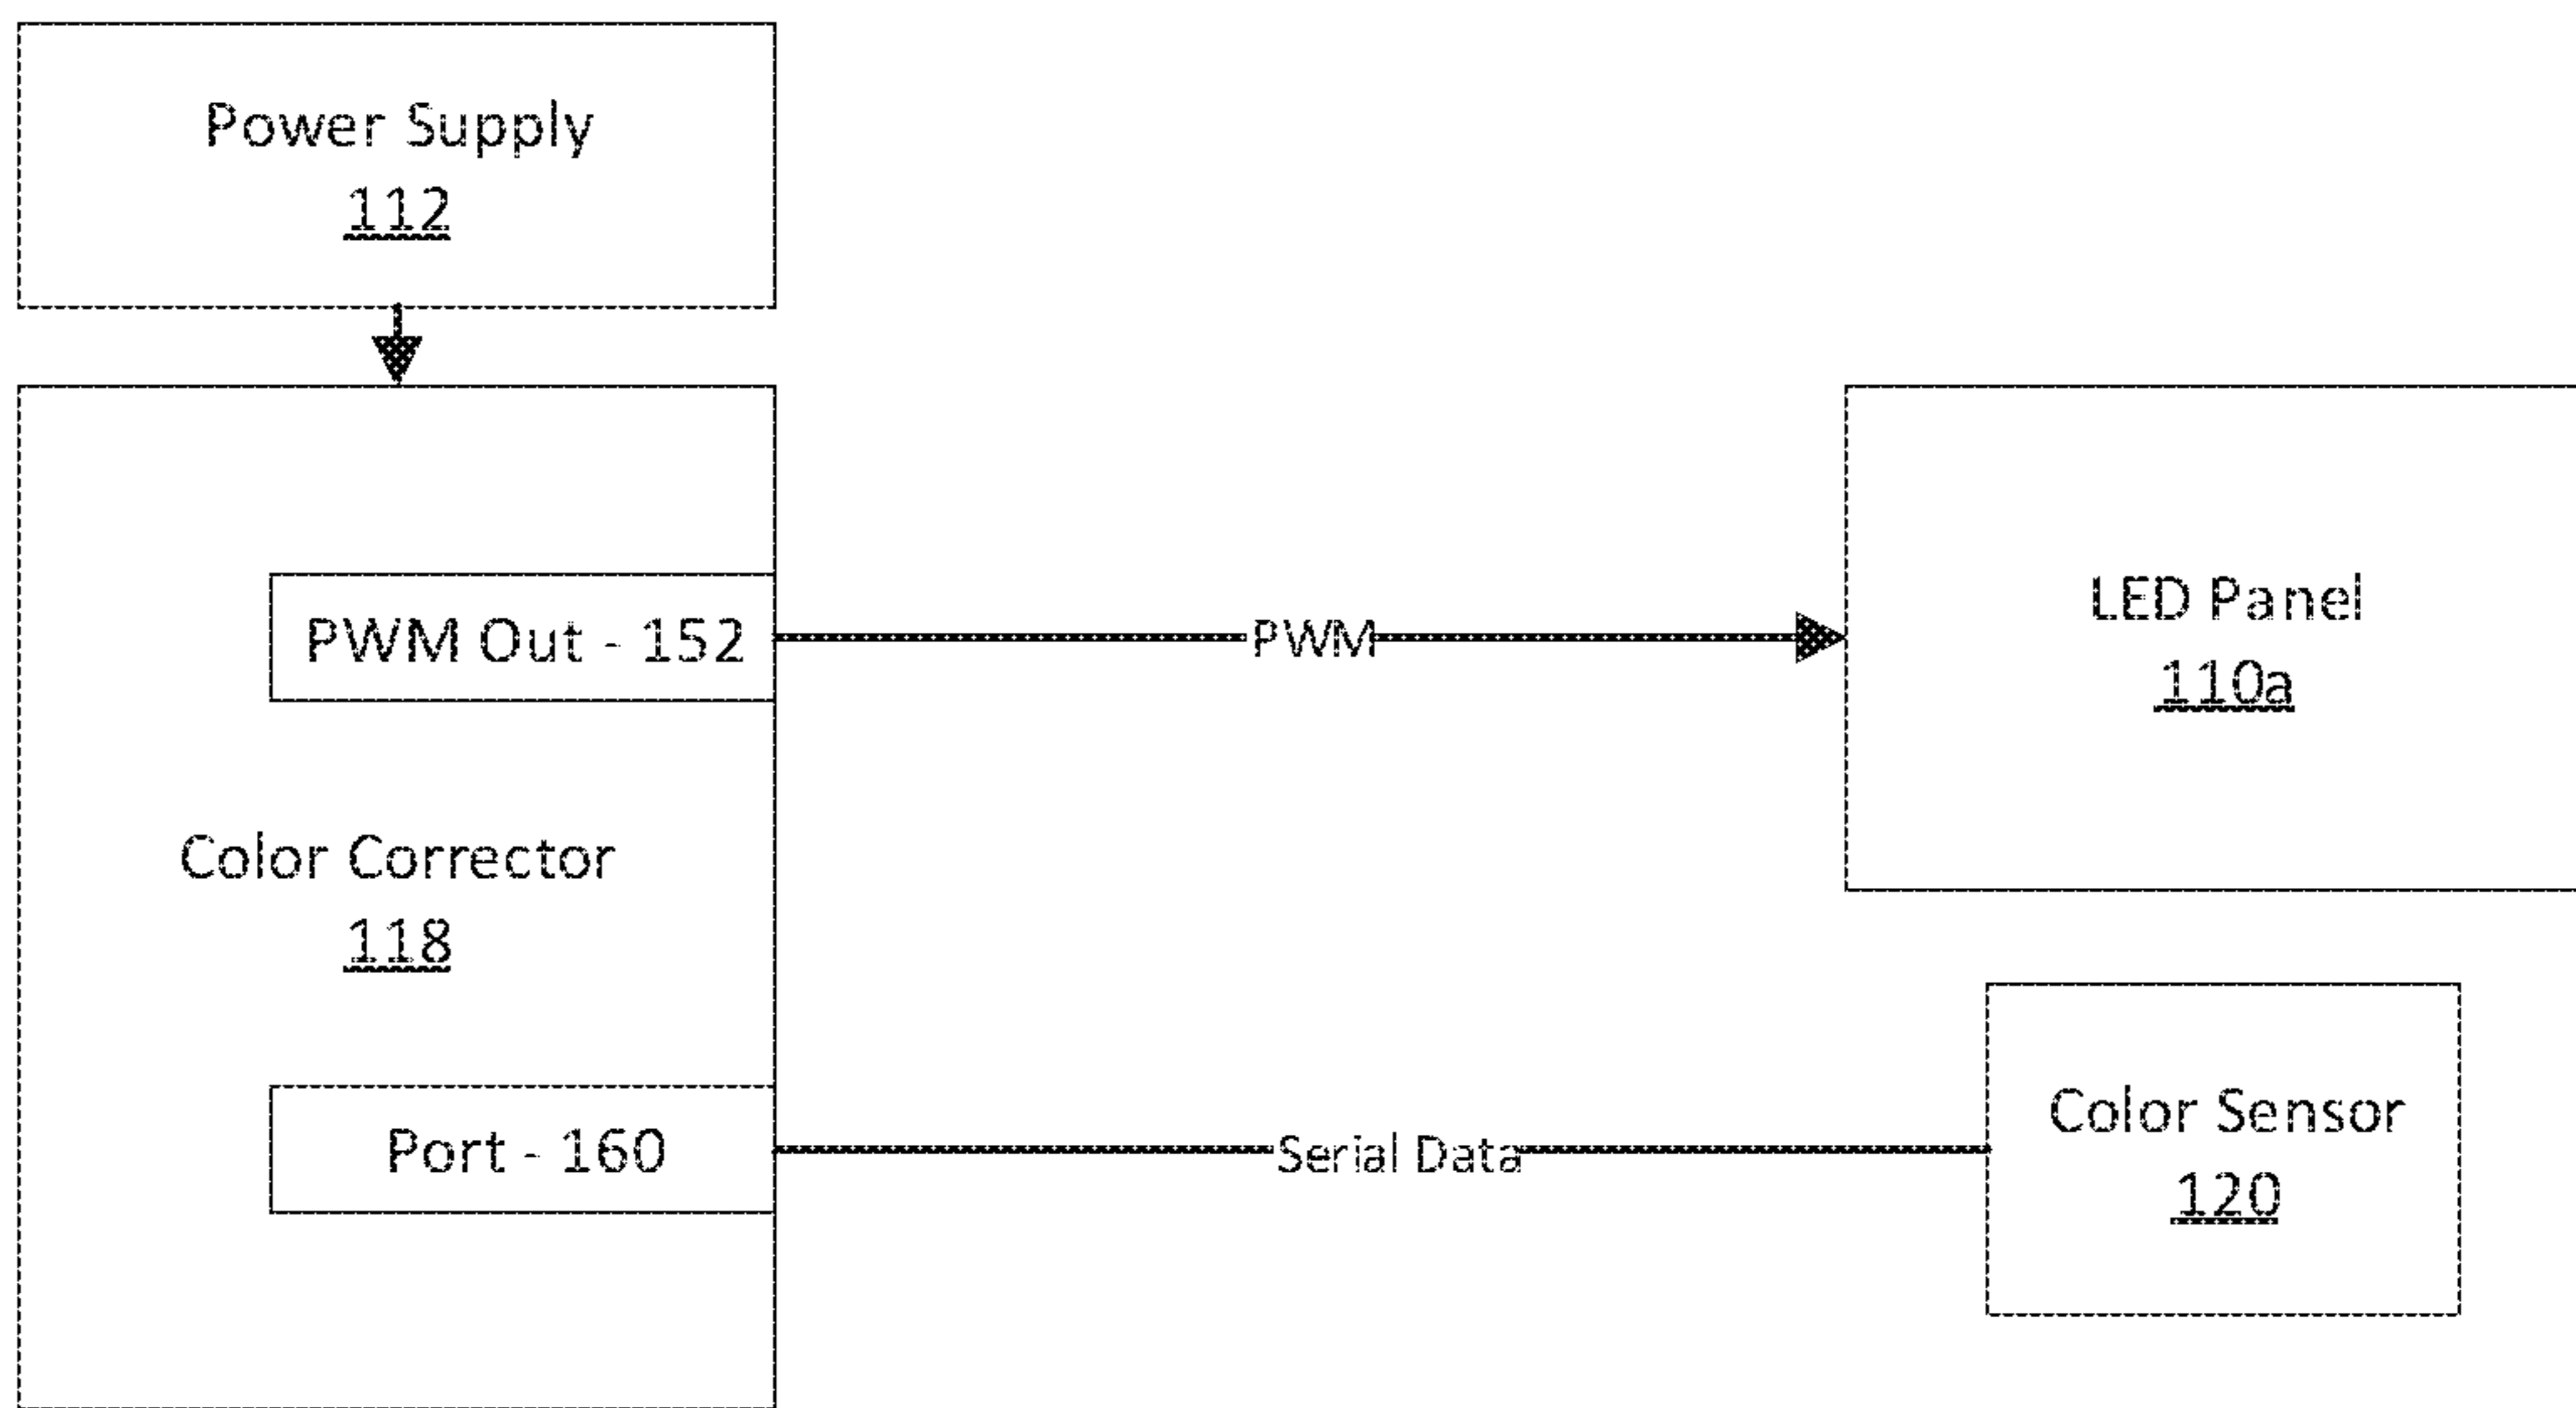 Power Supply
112
PWM Out - 152
PWM
LED Panel
110a
Color Corrector
118
Port - 160
Serial Data
Color Sensor
120